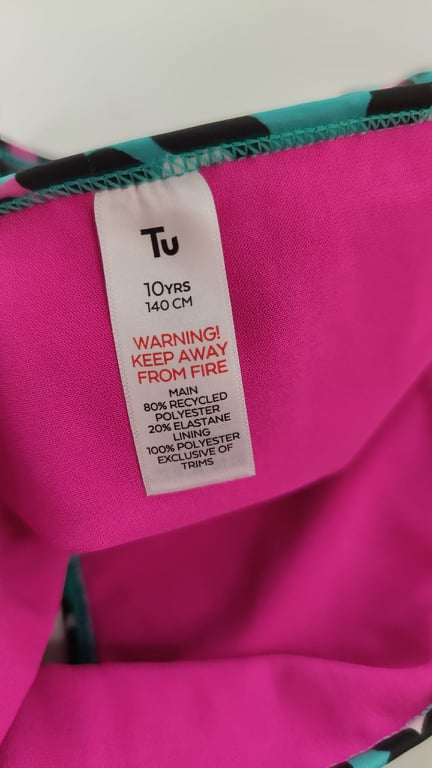 Tu
10YRS
140 CM
WARNING!
KEEP AWAY
FROM FIRE
MAIN
80% RECYCLED
POLYESTER
20% ELASTANE
LINING
100% POLYESTER
EXCLUSIVE OF
TRIMS